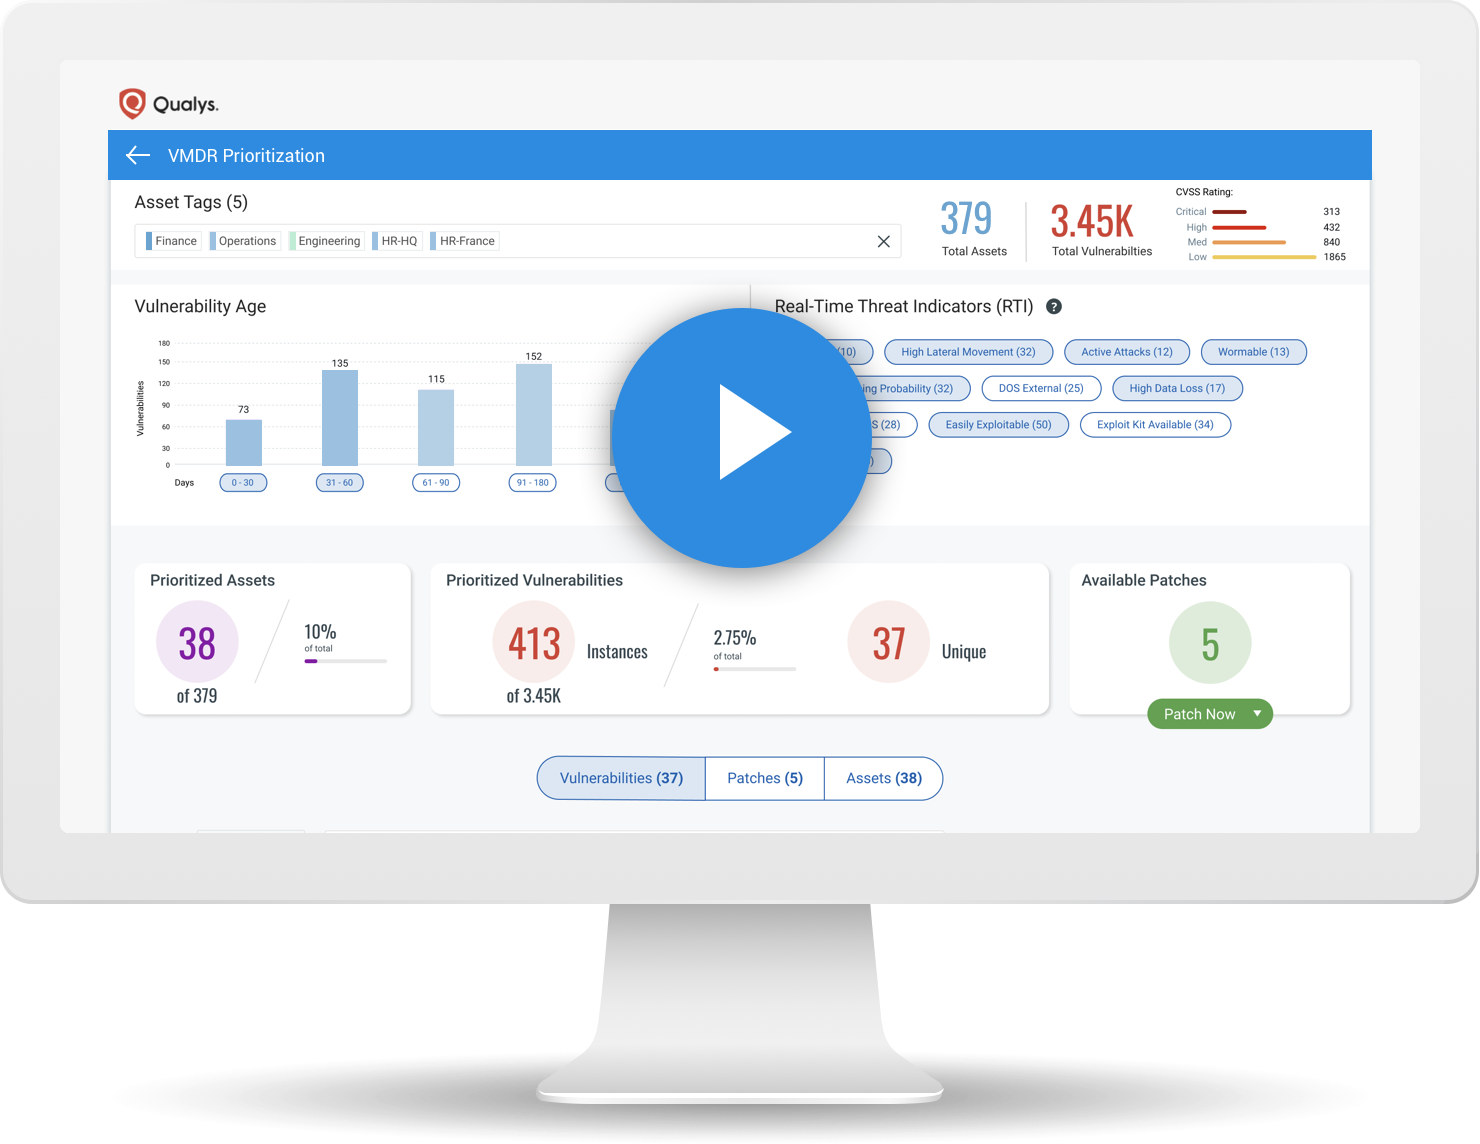 Qualys.
VMDR Prioritization
Asset Tags (5)
Finance Operations Engineering HR-HQ HR-France
379
Total Assets
3.45K
Total Vulnerabilties
CVSS Rating:
Critical 313
High 432
Med 840
Low 1865
Vulnerability Age
180
150
120
90
60
30
0
Vulnerabilities
73
135
115
152
Days 0 - 30 31 - 60 61 - 90 91 - 180
Real-Time Threat Indicators (RTI) ?
10) High Lateral Movement (32) Active Attacks (12) Wormable (13)
ing Probability (32) DOS External (25) High Data Loss (17)
S (28) Easily Exploitable (50) Exploit Kit Available (34)
)
Prioritized Assets
38
of 379
10%
of total
Prioritized Vulnerabilities
413 Instances
of 3.45K
2.75%
of total
37 Unique
Available Patches
5
Patch Now
Vulnerabilities (37) Patches (5) Assets (38)